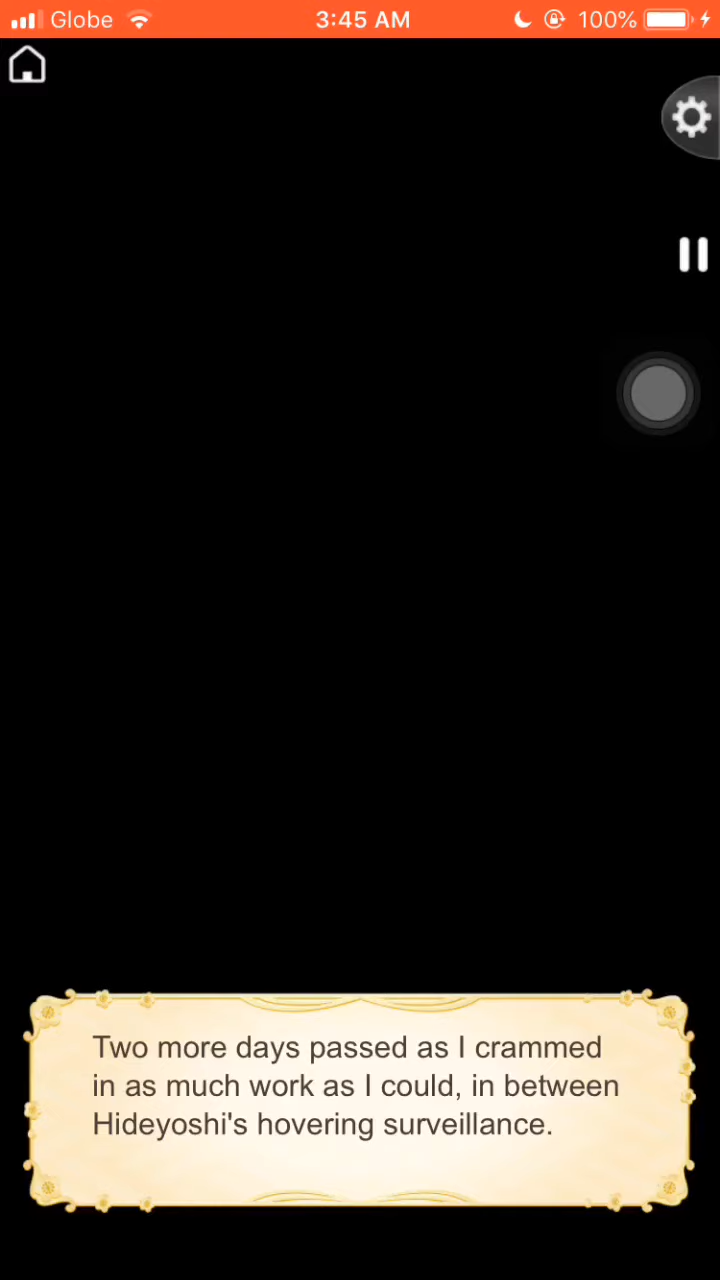 Globe 3:45 AM 100%
Two more days passed as I crammed
in as much work as I could, in between
Hideyoshi's hovering surveillance.